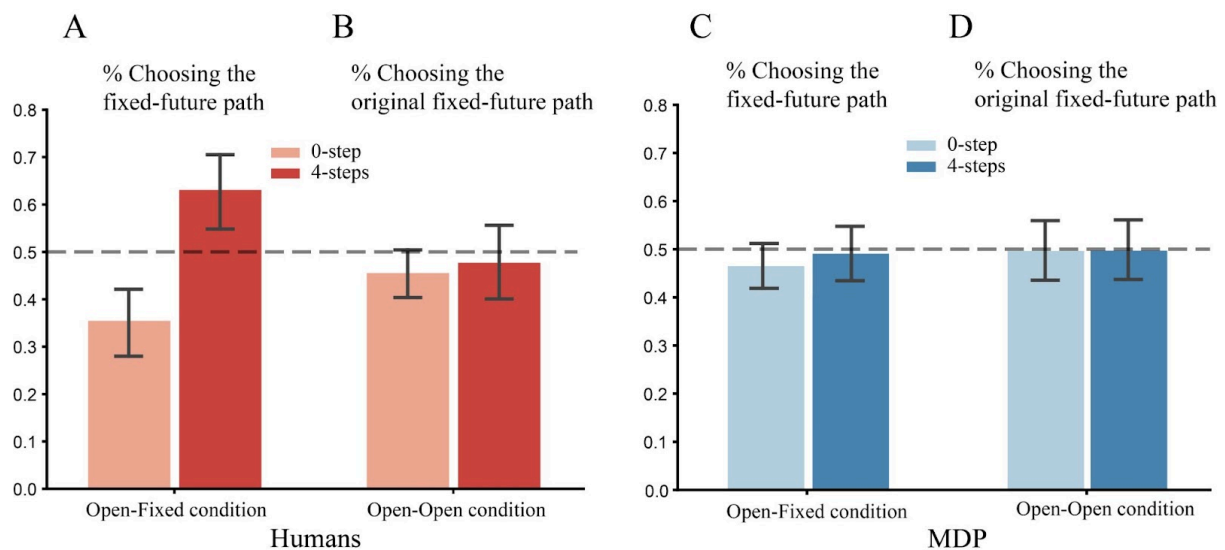 A
B
C
D
% Choosing the
fixed-future path
% Choosing the
original fixed-future path
% Choosing the
fixed-future path
% Choosing the
original fixed-future path
0.8
0.7
0.6
0.5
0.4
0.3
0.2
0.1
0.0
0-step
4-steps
Open-Fixed condition
Open-Open condition
Humans
0.8
0.7
0.6
0.5
0.4
0.3
0.2
0.1
0.0
0-step
4-steps
Open-Fixed condition
Open-Open condition
MDP